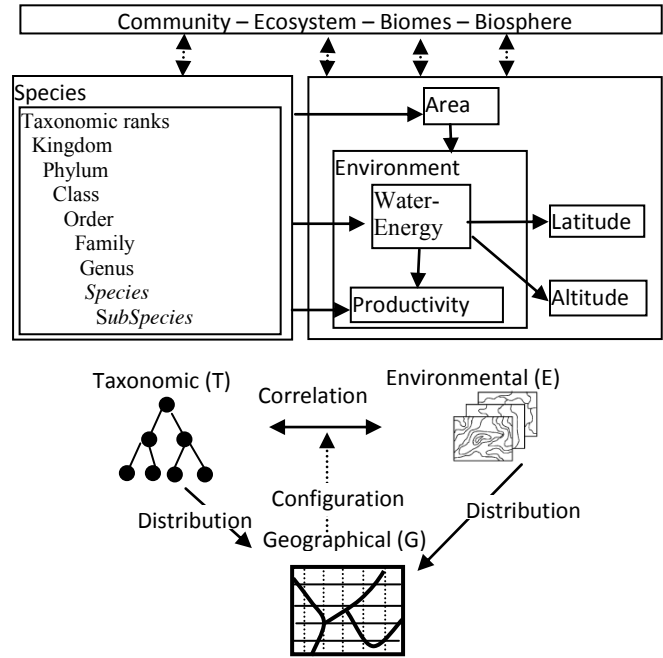 Community – Ecosystem – Biomes – Biosphere
Species
Taxonomic ranks
Kingdom
Phylum
Class
Order
Family
Genus
Species
SubSpecies
Area
Environment
Water-
Energy
Productivity
Latitude
Altitude
Taxonomic (T)
Correlation
Environmental (E)
Configuration
Distribution
Distribution
Geographical (G)